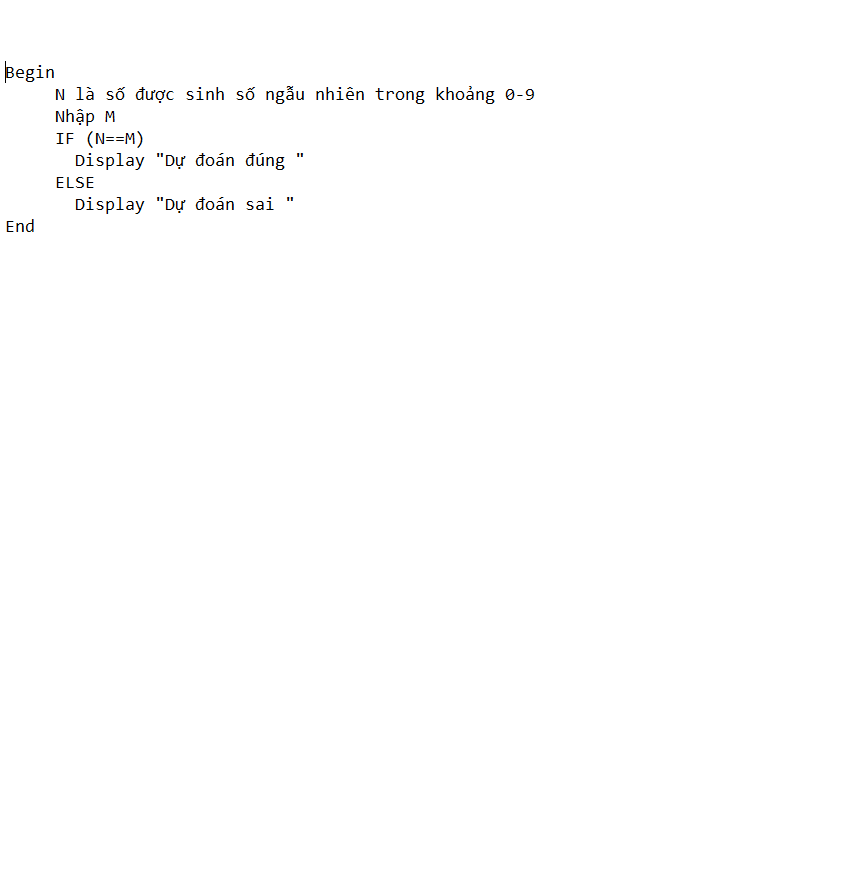 Begin
N là số được sinh số ngẫu nhiên trong khoảng 0-9
Nhập M
IF (N==M)
Display "Dự đoán đúng "
ELSE
Display "Dự đoán sai "
End